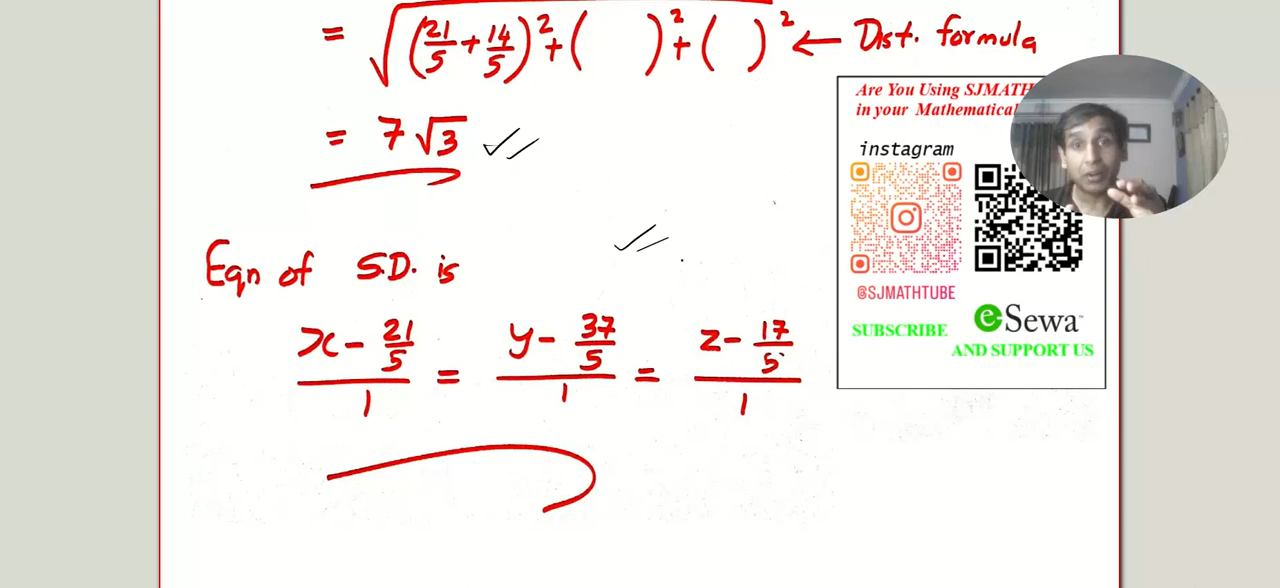 = √(21/5 + 14/5)² + ( )² + ( )² ← Dist. formula
= 7√3
Eqn of S.D. is
x - 21/5 / 1 = y - 37/5 / 1 = z - 17/5 / 1
Are You Using SJMATH
in your Mathematical
instagram
@SJMATHTUBE
SUBSCRIBE
e-Sewa™
AND SUPPORT US